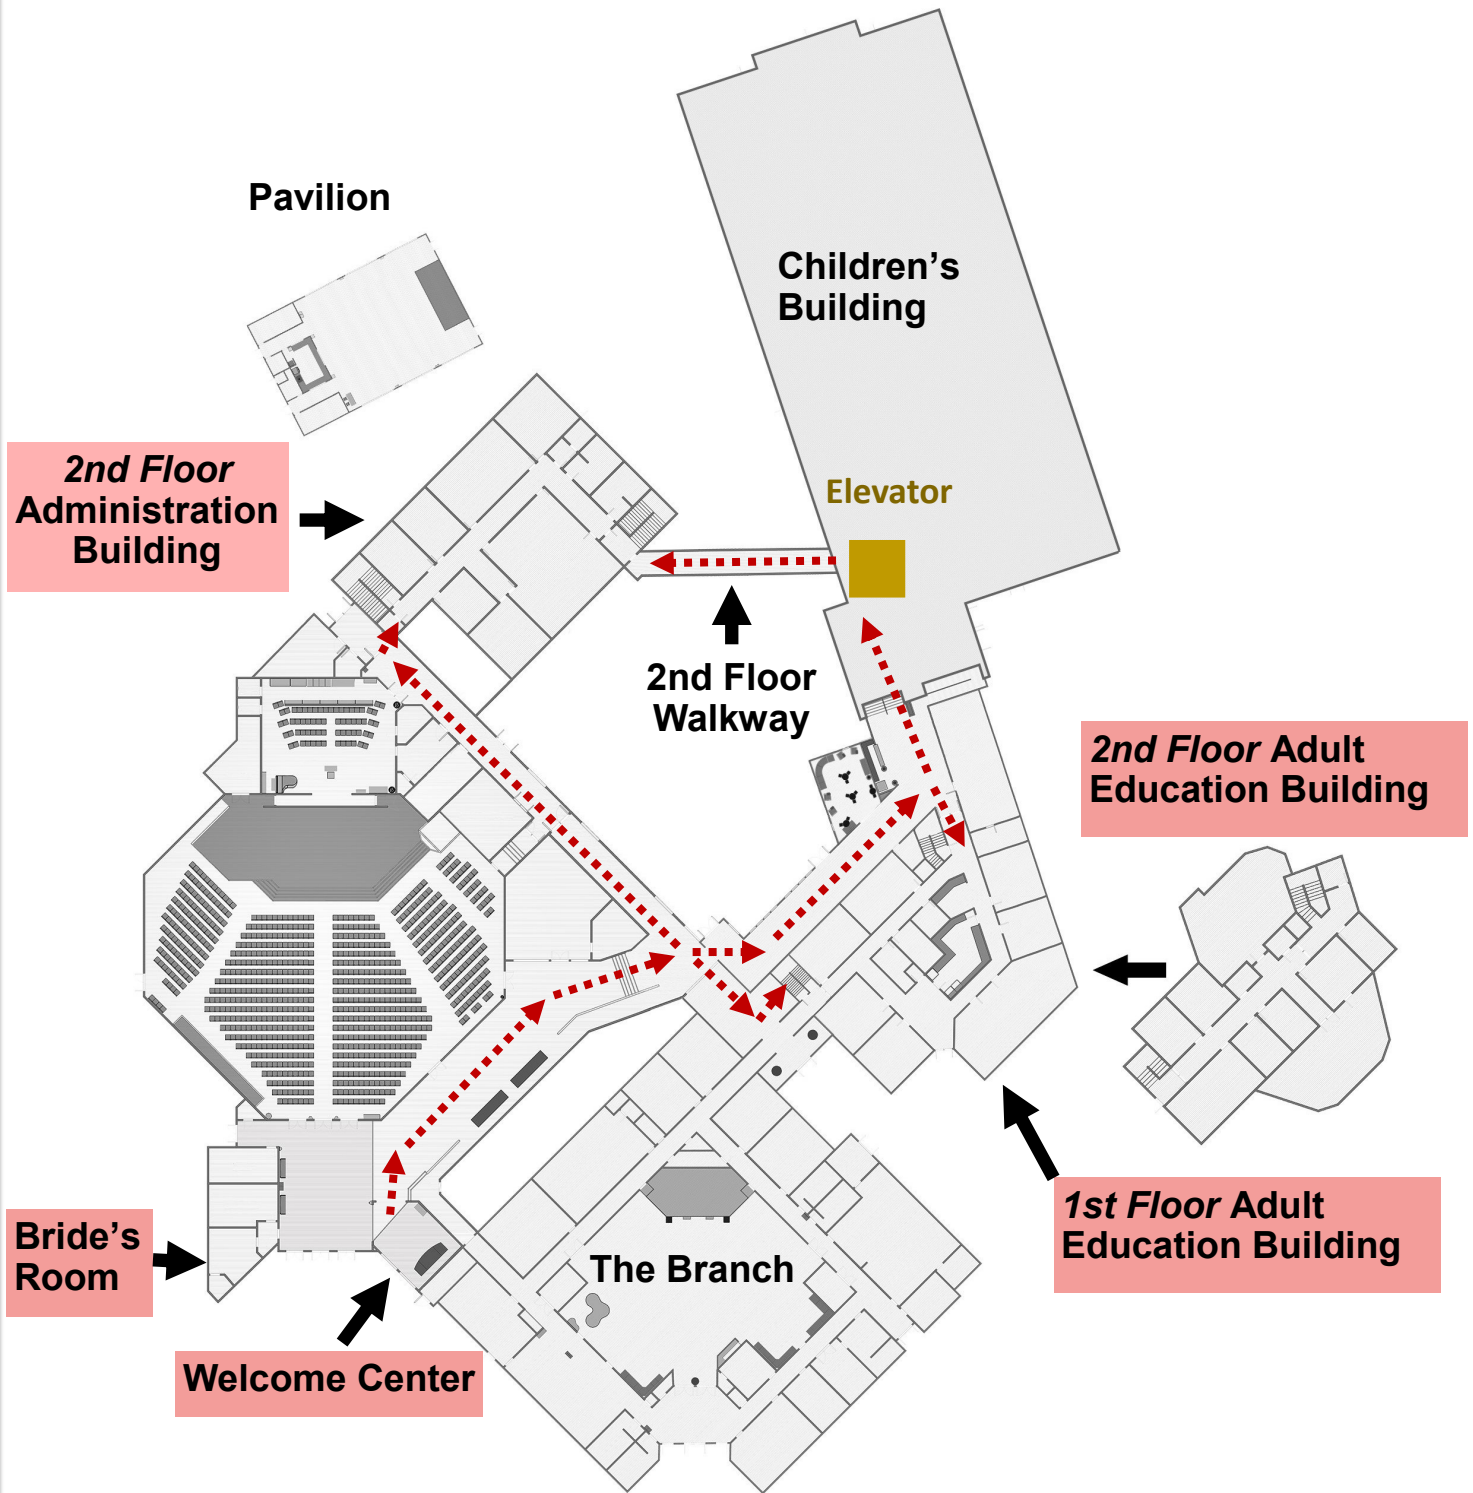 Pavilion
Children's
Building
2nd Floor
Administration
Building
Elevator
2nd Floor
Walkway
2nd Floor Adult
Education Building
1st Floor Adult
Education Building
Bride's
Room
The Branch
Welcome Center